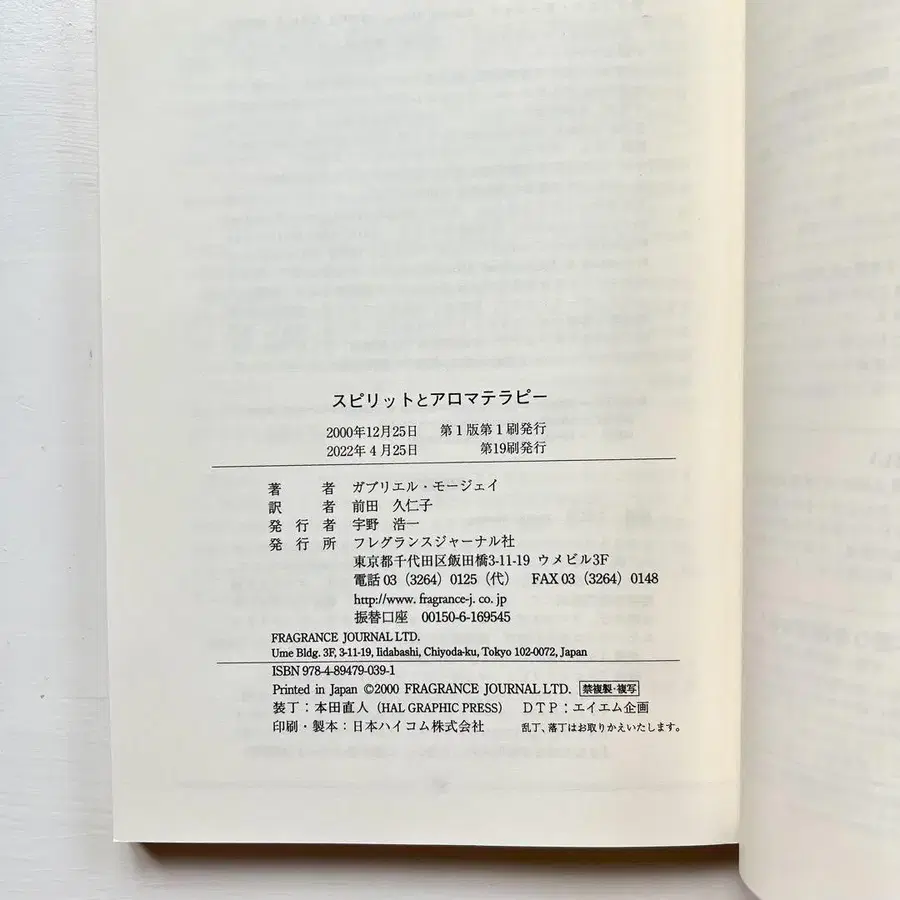 スピリットとアロマテラピー
2000年12月25日 第1版第1刷発行
2022年4月25日 第19刷発行
著者 ガブリエル・モージェイ
訳者 前田 久仁子
発行者 宇野 浩一
発行所 フレグランスジャーナル社
東京都千代田区飯田橋3-11-19 ウメビル3F
電話 03（3264）0125（代） FAX 03（3264）0148
http://www. fragrance-j. co. jp
振替口座 00150-6-169545
FRAGRANCE JOURNAL LTD.
Ume Bldg. 3F, 3-11-19, Iidabashi, Chiyoda-ku, Tokyo 102-0072, Japan
ISBN 978-4-89479-039-1
Printed in Japan ©2000 FRAGRANCE JOURNAL LTD. 禁複製・複写
装丁：本田直人（HAL GRAPHIC PRESS） DTP：エイエム企画
印刷・製本：日本ハイコム株式会社 乱丁、落丁はお取りかえいたします。